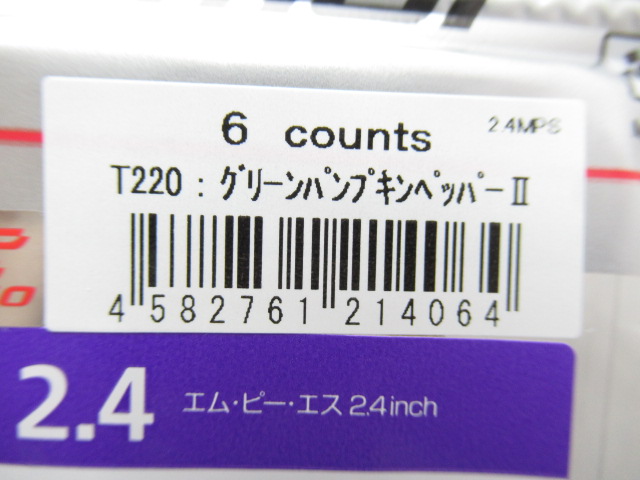 6 counts
2.4MPS
T220 : ｸﾞﾘｰﾝﾊﾟﾝﾌﾟｷﾝﾍﾟｯﾊﾟｰⅡ
4 582761 214064
2.4
エム・ピー・エス 2.4inch